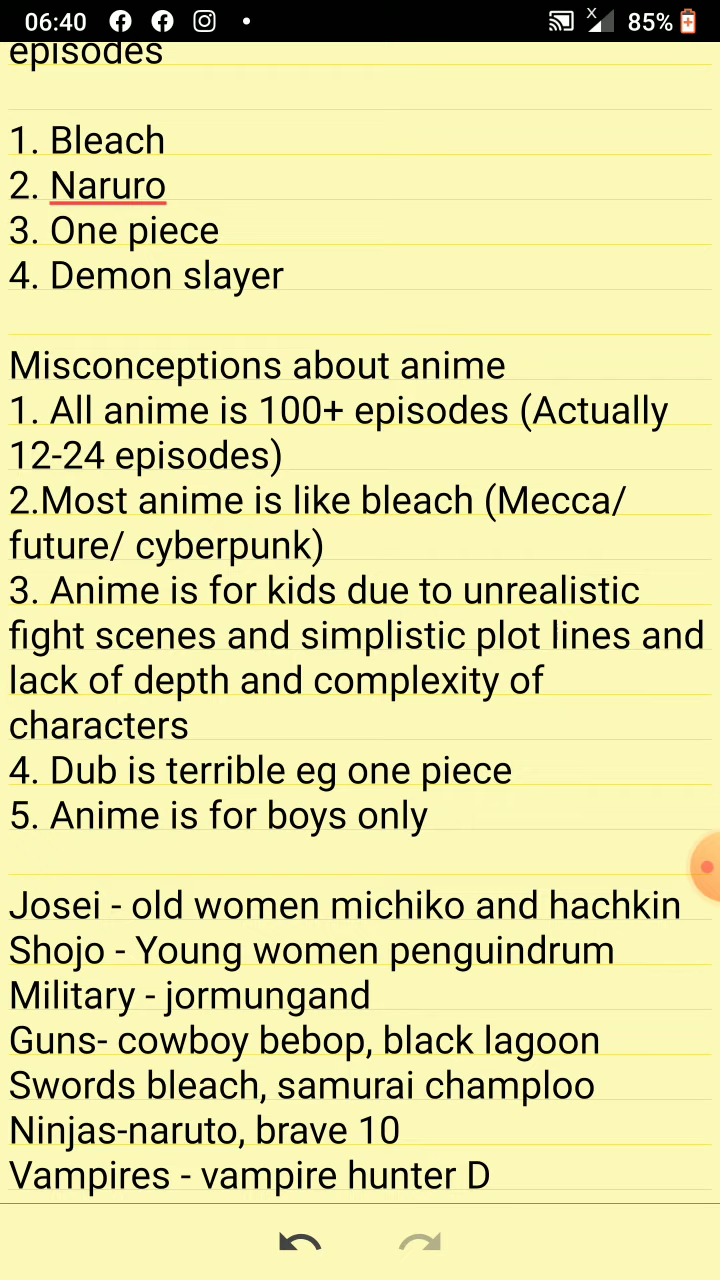 06:40
X
85%
episodes
1. Bleach
2. Naruro
3. One piece
4. Demon slayer
Misconceptions about anime
1. All anime is 100+ episodes (Actually
12-24 episodes)
2.Most anime is like bleach (Mecca/
future/ cyberpunk)
3. Anime is for kids due to unrealistic
fight scenes and simplistic plot lines and
lack of depth and complexity of
characters
4. Dub is terrible eg one piece
5. Anime is for boys only
Josei - old women michiko and hachkin
Shojo - Young women penguindrum
Military - jormungand
Guns- cowboy bebop, black lagoon
Swords bleach, samurai champloo
Ninjas-naruto, brave 10
Vampires - vampire hunter D